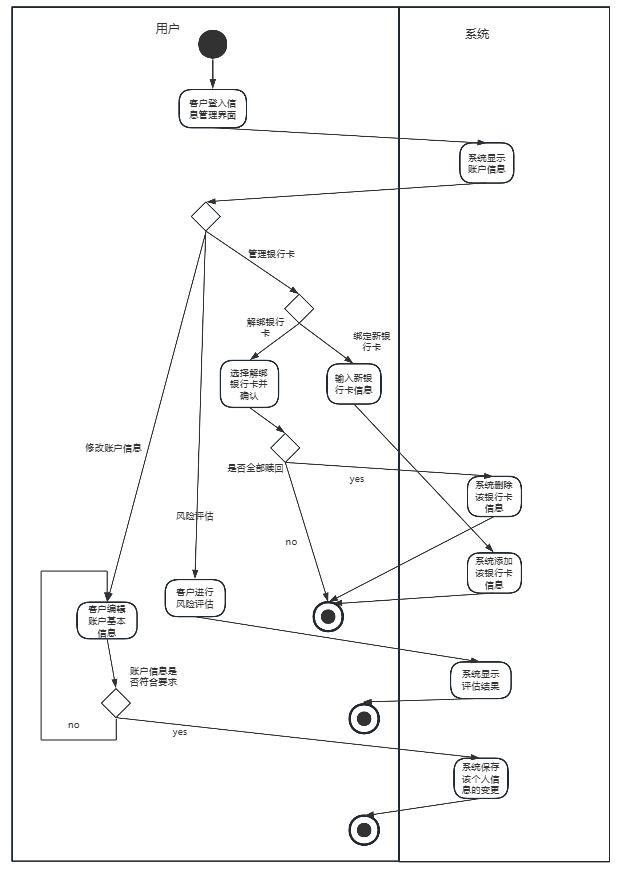 用户
系统
客户登入信
息管理界面
系统显示
账户信息
管理银行卡
解绑银行
卡
绑定新银
行卡
选择解绑
银行卡并
确认
输入新银
行卡信息
修改账户信息
是否全部赎回
yes
系统删除
该银行卡
信息
风险评估
no
系统添加
该银行卡
信息
客户进行
风险评估
客户编辑
账户基本
信息
账户信息是
否符合要求
系统显示
评估结果
no
yes
系统保存
该个人信
息的变更